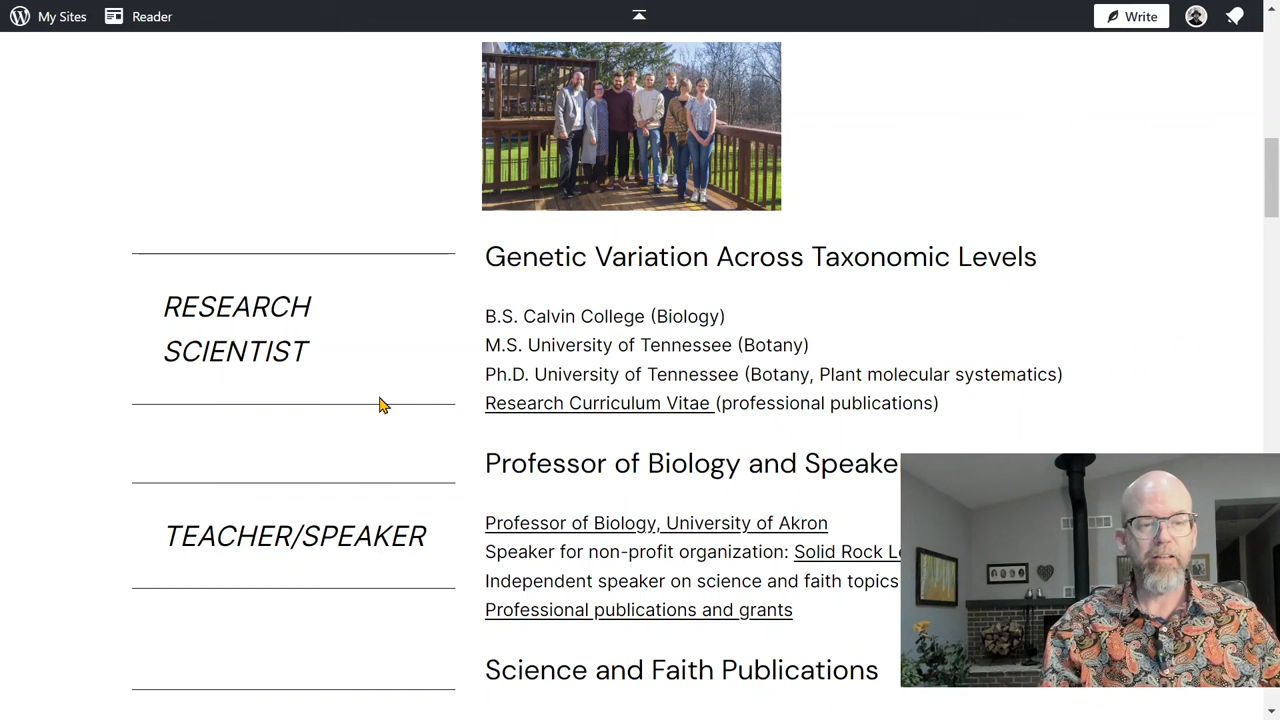 My Sites
Reader
Write
Genetic Variation Across Taxonomic Levels
RESEARCH
SCIENTIST
B.S. Calvin College (Biology)
M.S. University of Tennessee (Botany)
Ph.D. University of Tennessee (Botany, Plant molecular systematics)
Research Curriculum Vitae (professional publications)
Professor of Biology and Speake
TEACHER/SPEAKER
Professor of Biology, University of Akron
Speaker for non-profit organization: Solid Rock Le
Independent speaker on science and faith topics
Professional publications and grants
Science and Faith Publications